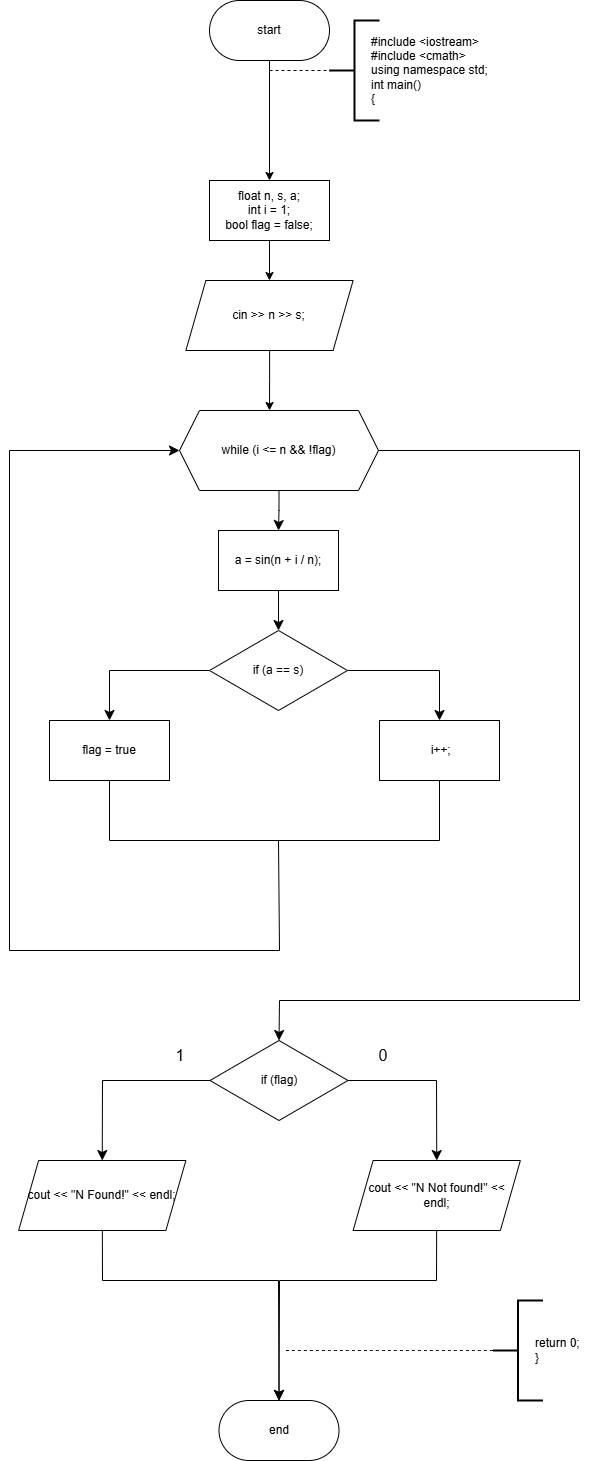 start
#include <iostream>
#include <cmath>
using namespace std;
int main()
{
float n, s, a;
int i = 1;
bool flag = false;
cin >> n >> s;
while (i <= n && !flag)
a = sin(n + i / n);
if (a == s)
flag = true
i++;
1
0
if (flag)
cout << "N Found!" << endl;
cout << "N Not found!" <<
endl;
return 0;
}
end